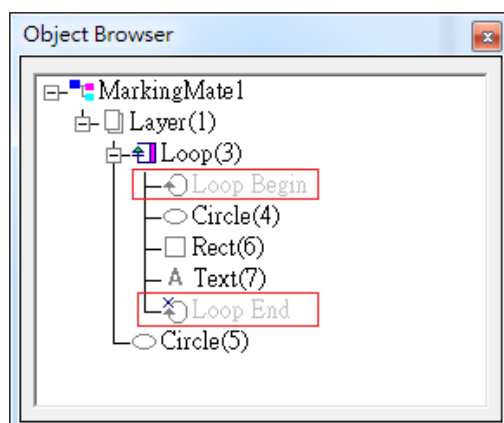 Object Browser
MarkingMate1
Layer(1)
Loop(3)
Loop Begin
Circle(4)
Rect(6)
A Text(7)
Loop End
Circle(5)